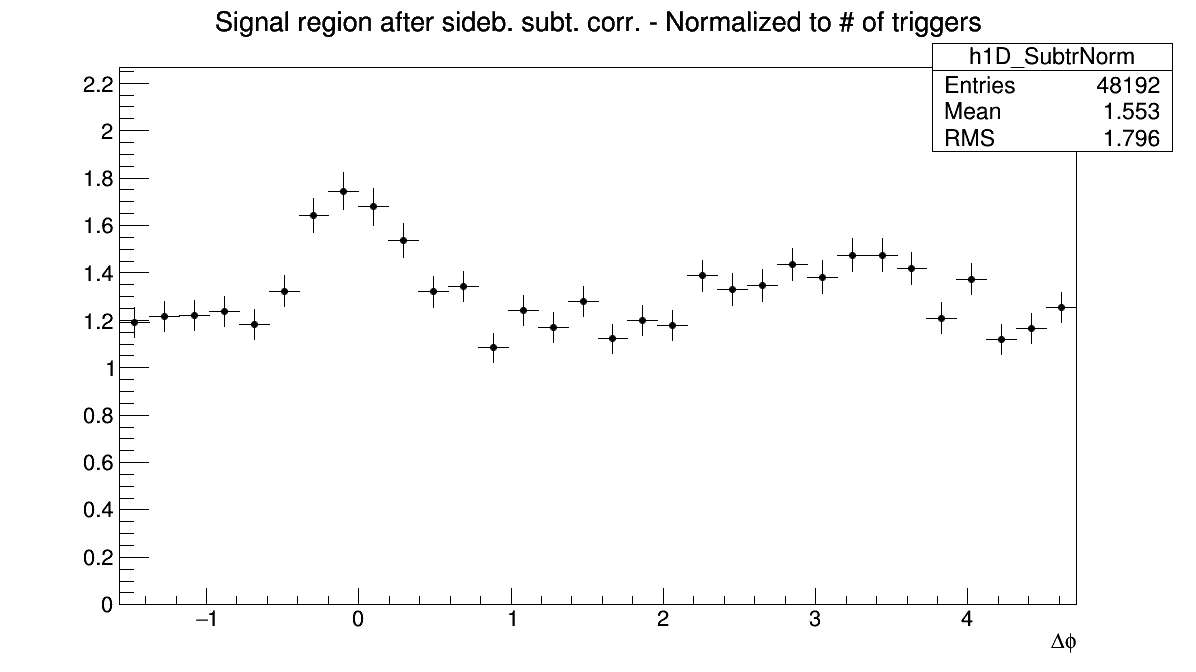 Signal region after sideb. subt. corr. - Normalized to # of triggers
h1D_SubtrNorm
Entries 48192
Mean 1.553
RMS 1.796
2.2
2
1.8
1.6
1.4
1.2
1
0.8
0.6
0.4
0.2
0
−1 0 1 2 3 4
Δϕ